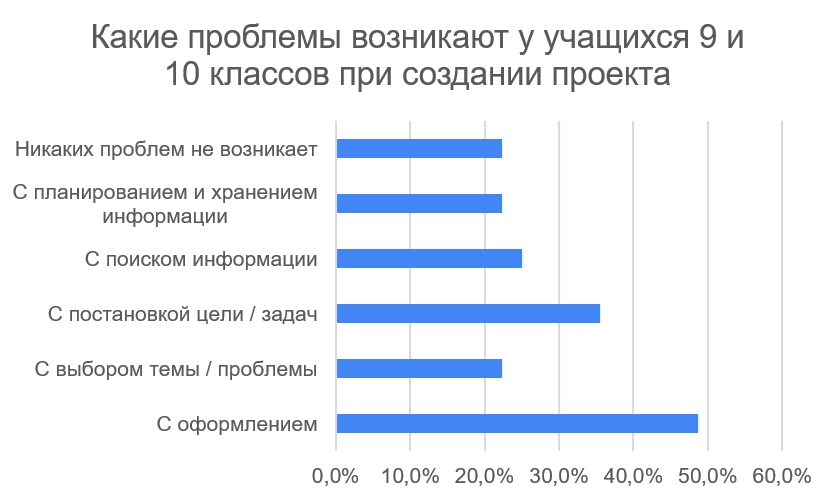 Какие проблемы возникают у учащихся 9 и
10 классов при создании проекта
Никаких проблем не возникает
С планированием и хранением
информации
С поиском информации
С постановкой цели / задач
С выбором темы / проблемы
С оформлением
0,0% 10,0% 20,0% 30,0% 40,0% 50,0% 60,0%